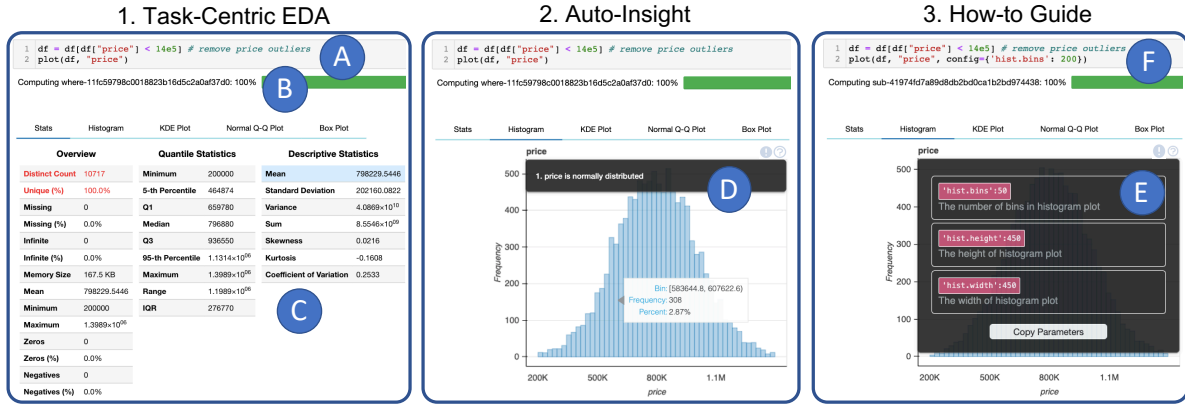 1. Task-Centric EDA
1 df = df[df["price"] < 14e5] # remove price outliers
2 plot(df, "price")
A
Computing where-11fc59798c0018823b16d5c2a0af37d0: 100%
B
Stats Histogram KDE Plot Normal Q-Q Plot Box Plot
Overview
Distinct Count 10717
Unique (%) 100.0%
Missing 0
Missing (%) 0.0%
Infinite 0
Infinite (%) 0.0%
Memory Size 167.5 KB
Mean 798229.5446
Minimum 200000
Maximum 1.3989×10⁰⁶
Zeros 0
Zeros (%) 0.0%
Negatives 0
Negatives (%) 0.0%
Quantile Statistics
Minimum 200000
5-th Percentile 464874
Q1 659780
Median 796880
Q3 936550
95-th Percentile 1.1314×10⁰⁶
Maximum 1.3989×10⁰⁶
Range 1.1989×10⁰⁶
IQR 276770
Descriptive Statistics
Mean 798229.5446
Standard Deviation 202160.0822
Variance 4.0869×10¹⁰
Sum 8.5546×10⁰⁹
Skewness 0.0216
Kurtosis -0.1608
Coefficient of Variation 0.2533
C
2. Auto-Insight
1 df = df[df["price"] < 14e5] # remove price outliers
2 plot(df, "price")
Computing where-11fc59798c0018823b16d5c2a0af37d0: 100%
Stats Histogram KDE Plot Normal Q-Q Plot Box Plot
price
1. price is normally distributed
D
500
400
300
200
100
0
Frequency
Bin: [583644.8, 607622.6)
Frequency: 308
Percent: 2.87%
200K 500K 800K 1.1M
price
3. How-to Guide
1 df = df[df["price"] < 14e5] # remove price outliers
2 plot(df, "price", config={'hist.bins': 200})
F
Computing sub-41974fd7a89d8db2bd0ca1b2bd974438: 100%
Stats Histogram KDE Plot Normal Q-Q Plot Box Plot
price
500
400
300
200
100
0
Frequency
'hist.bins':50
The number of bins in histogram plot
E
'hist.height':450
The height of histogram plot
'hist.width':450
The width of histogram plot
Copy Parameters
200K 500K 800K 1.1M
price